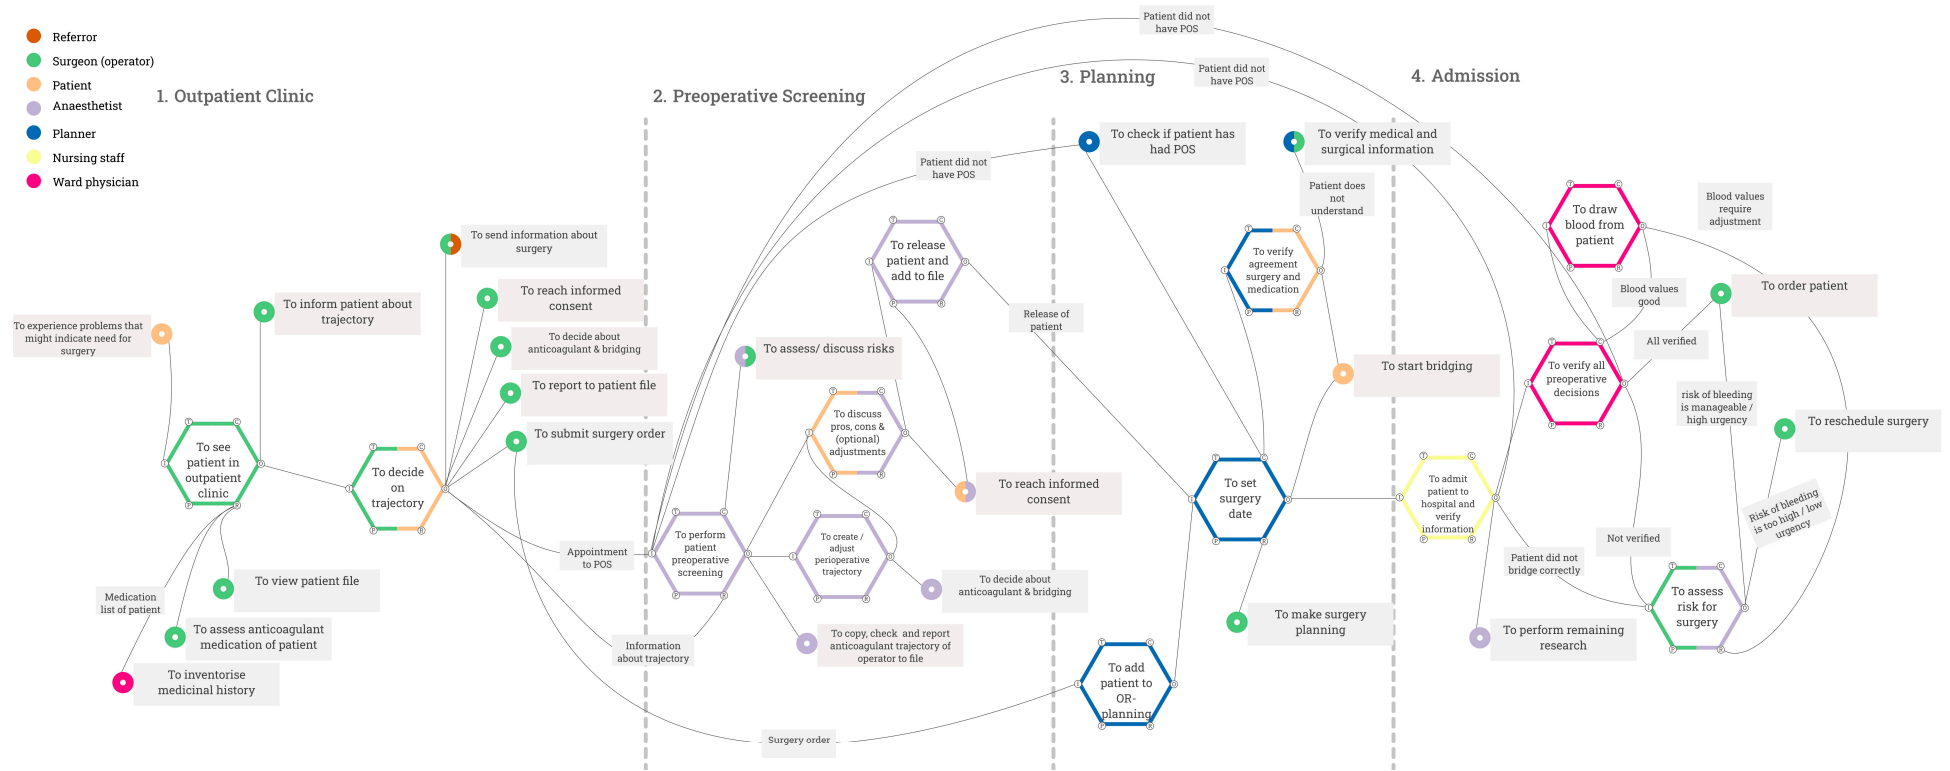 Referror
Surgeon (operator)
Patient
Anaesthetist
Planner
Nursing staff
Ward physician
1. Outpatient Clinic
To experience problems that
might indicate need for
surgery
To inform patient about
trajectory
T
C
I
To see
patient in
outpatient
clinic
O
P
R
Medication
list of patient
To view patient file
To assess anticoagulant
medication of patient
To inventorise
medicinal history
T
C
I
To decide
on
trajectory
O
P
R
To send information about
surgery
To reach informed
consent
To decide about
anticoagulant & bridging
To report to patient file
To submit surgery order
Appointment
to POS
Information
about trajectory
Surgery order
2. Preoperative Screening
Patient did not
have POS
Patient did not
have POS
Patient did not
have POS
T
C
I
To release
patient and
add to file
O
P
R
To assess/ discuss risks
T
C
I
To discuss
pros, cons &
(optional)
adjustments
O
P
R
To reach informed
consent
T
C
I
To perform
patient
preoperative
screening
O
P
R
T
C
I
To create /
adjust
perioperative
trajectory
O
P
R
To decide about
anticoagulant & bridging
To copy, check  and report
anticoagulant trajectory of
operator to file
Release of
patient
3. Planning
To check if patient has
had POS
To verify medical and
surgical information
Patient does
not
understand
T
C
I
To verify
agreement
surgery and
medication
O
P
R
To start bridging
T
C
I
To set
surgery
date
O
P
R
To make surgery
planning
T
C
I
To add
patient to
OR-
planning
O
P
R
4. Admission
T
C
I
To draw
blood from
patient
O
P
R
Blood values
require
adjustment
Blood values
good
To order patient
All verified
T
C
I
To verify all
preoperative
decisions
O
P
R
risk of bleeding
is manageable /
high urgency
To reschedule surgery
T
C
I
To admit
patient to
hospital and
verify
information
O
P
R
Risk of bleeding
is too high / low
urgency
Not verified
Patient did not
bridge correctly
T
C
I
To assess
risk for
surgery
O
P
R
To perform remaining
research